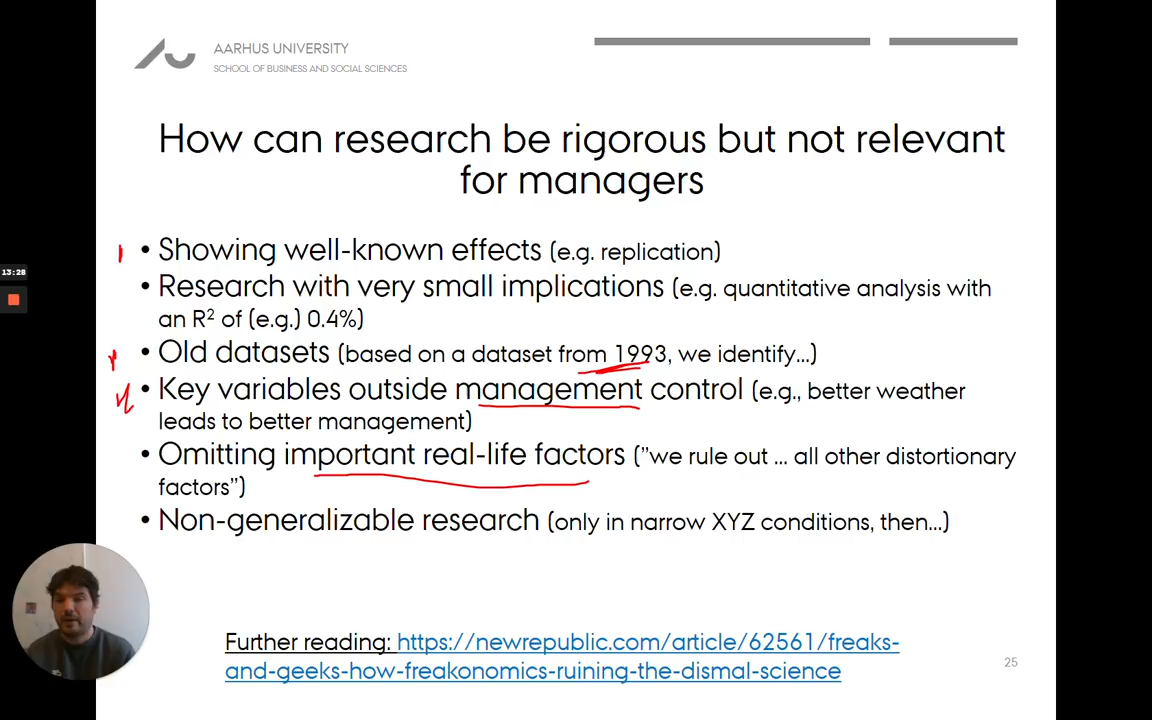 AARHUS UNIVERSITY
SCHOOL OF BUSINESS AND SOCIAL SCIENCES
How can research be rigorous but not relevant
for managers
• Showing well-known effects (e.g. replication)
• Research with very small implications (e.g. quantitative analysis with
an R² of (e.g.) 0.4%)
13:28
• Old datasets (based on a dataset from 1993, we identify...)
• Key variables outside management control (e.g., better weather
leads to better management)
• Omitting important real-life factors (”we rule out ... all other distortionary
factors”)
• Non-generalizable research (only in narrow XYZ conditions, then...)
Further reading: https://newrepublic.com/article/62561/freaks-
and-geeks-how-freakonomics-ruining-the-dismal-science
25